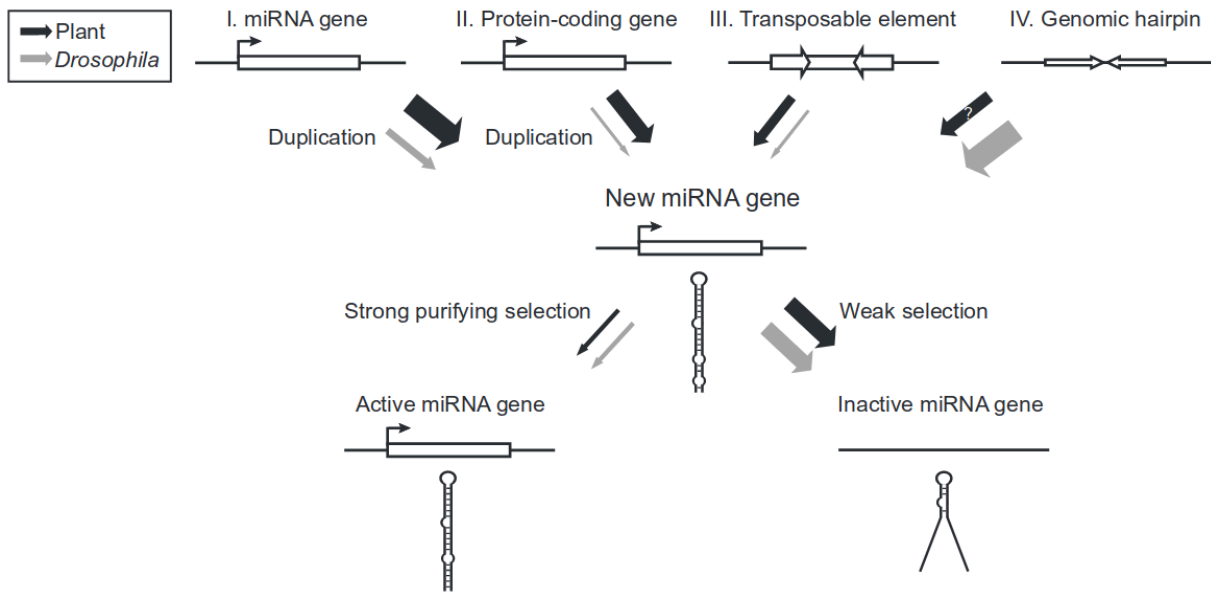 Plant
Drosophila
I. miRNA gene
II. Protein-coding gene
III. Transposable element
IV. Genomic hairpin
Duplication
Duplication
?
New miRNA gene
Strong purifying selection
Weak selection
Active miRNA gene
Inactive miRNA gene